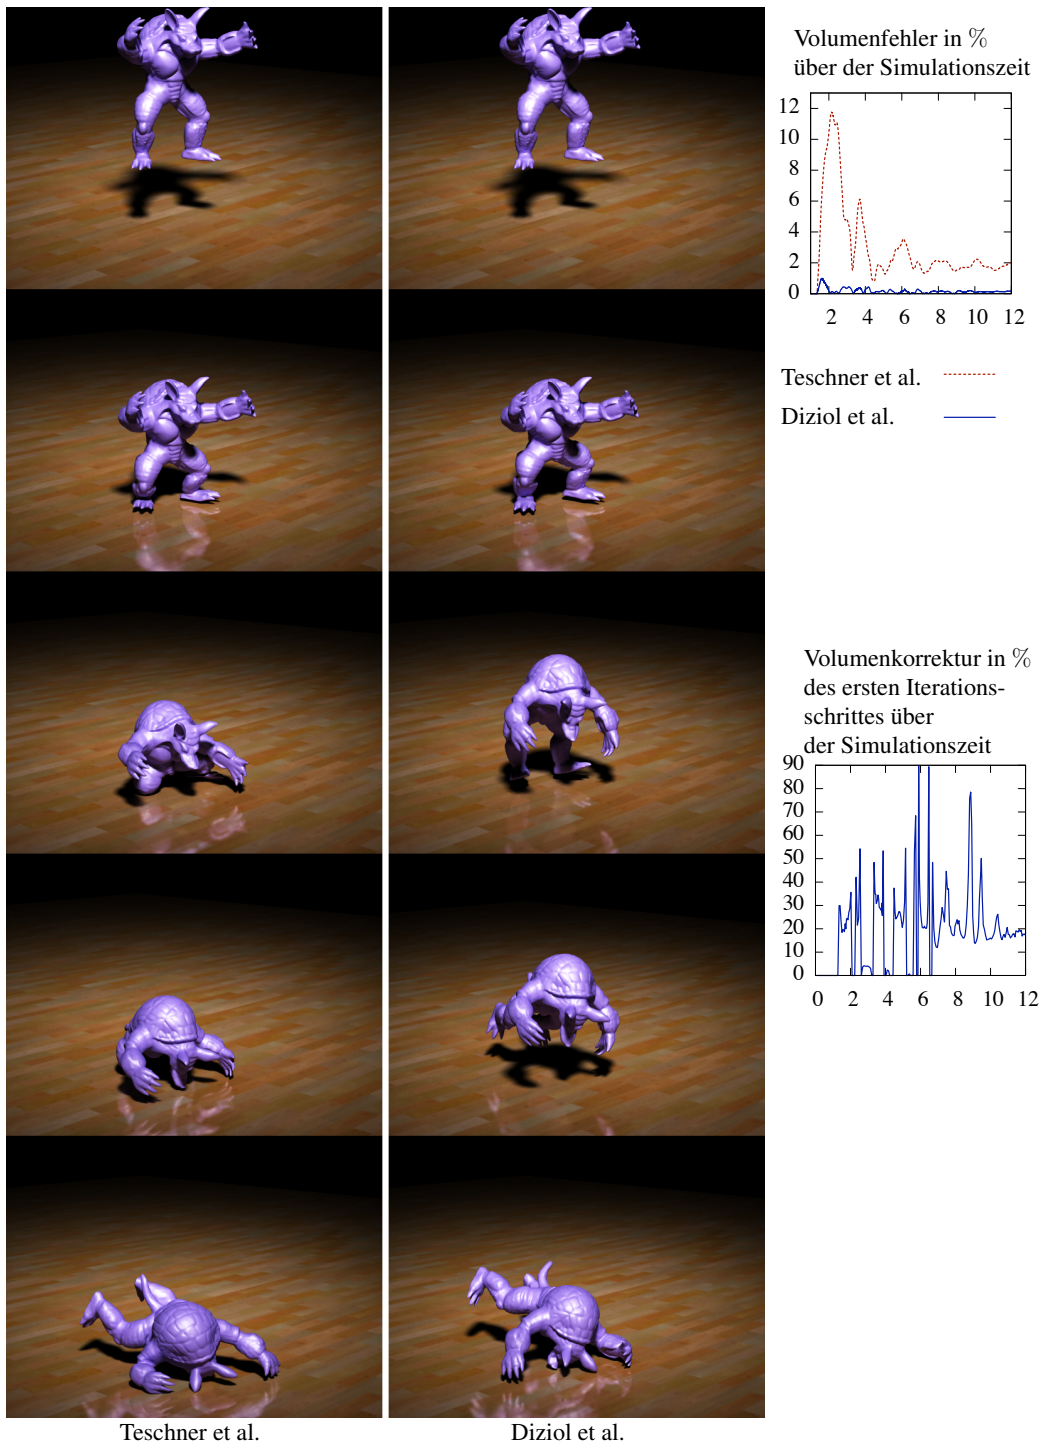 Volumenfehler in %
über der Simulationszeit
12
10
8
6
4
2
0
2 4 6 8 10 12
Teschner et al.
Diziol et al.
Volumenkorrektur in %
des ersten Iterations-
schrittes über
der Simulationszeit
90
80
70
60
50
40
30
20
10
0
0 2 4 6 8 10 12
Teschner et al. Diziol et al.